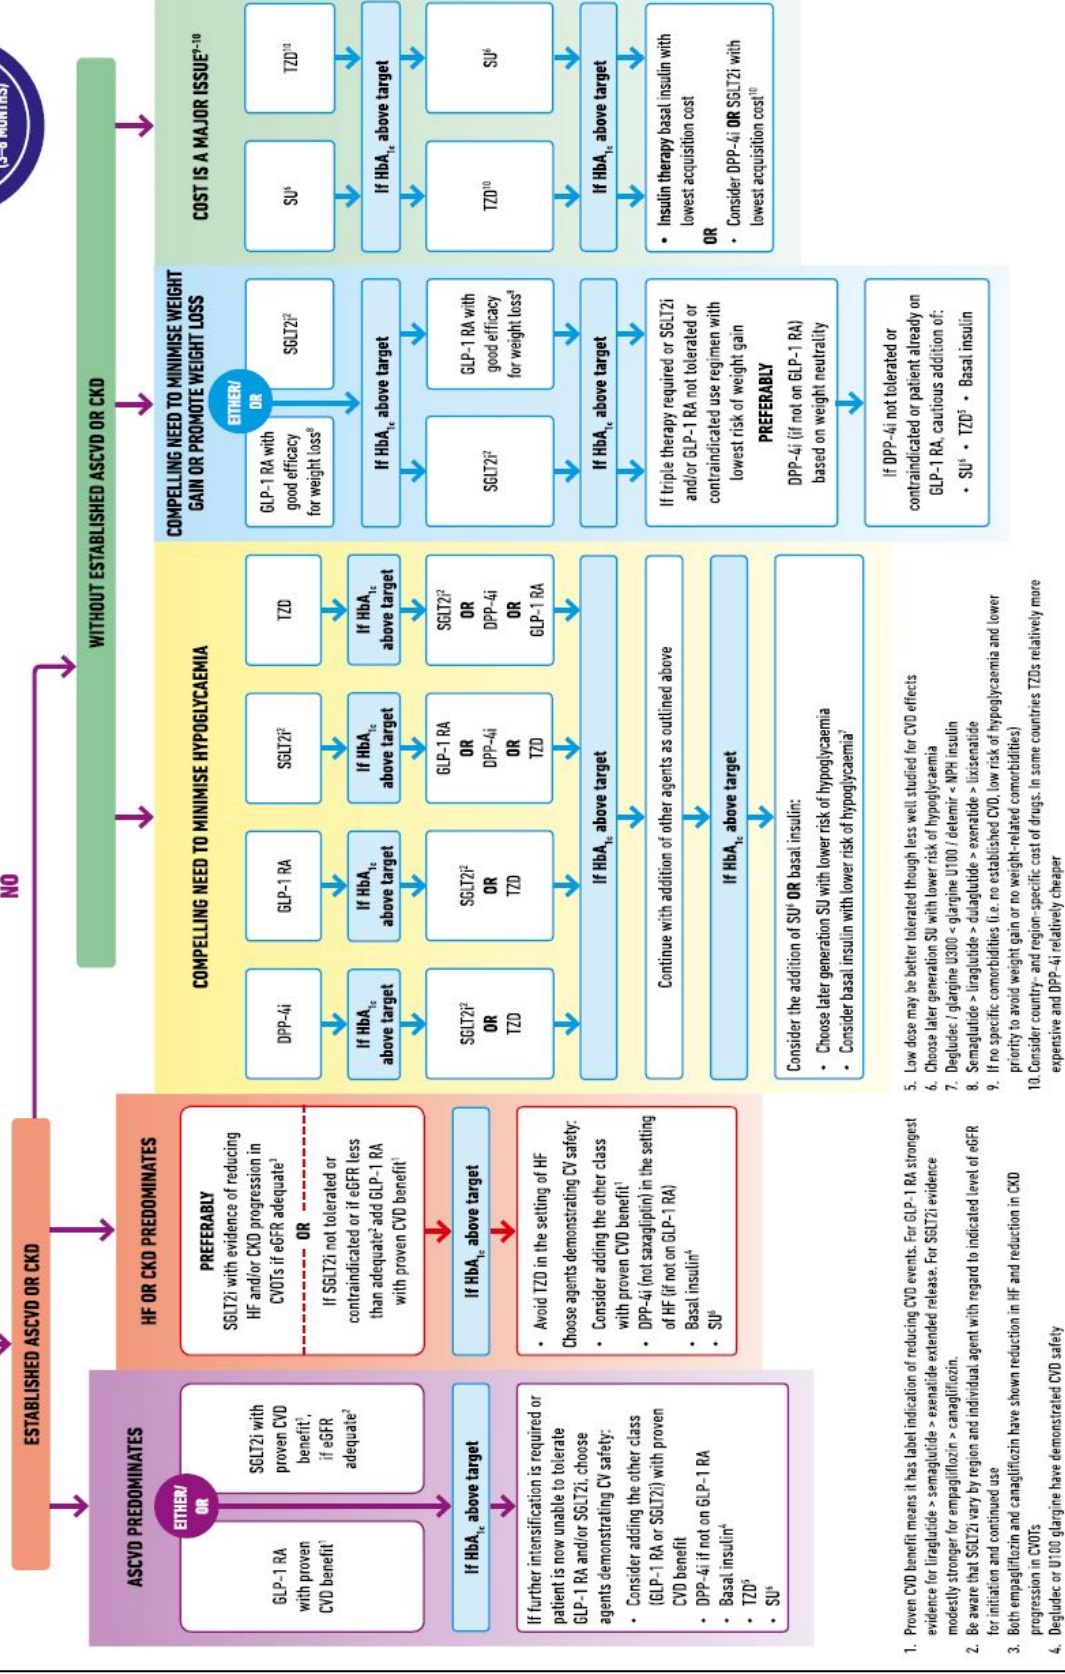 (3–6 MONTHS)
NO
ESTABLISHED ASCVD OR CKD
WITHOUT ESTABLISHED ASCVD OR CKD
ASCVD PREDOMINATES
EITHER/
OR
GLP-1 RA
with proven
CVD benefit¹
SGLT2i with
proven CVD
benefit¹,
if eGFR
adequate²
If HbA₁c above target
If further intensification is required or
patient is now unable to tolerate
GLP-1 RA and/or SGLT2i, choose
agents demonstrating CV safety:
• Consider adding the other class
(GLP-1 RA or SGLT2i) with proven
CVD benefit
• DPP-4i if not on GLP-1 RA
• Basal insulin⁴
• TZD⁵
• SU⁶
HF OR CKD PREDOMINATES
PREFERABLY
SGLT2i with evidence of reducing
HF and/or CKD progression in
CVOTs if eGFR adequate³
OR
If SGLT2i not tolerated or
contraindicated or if eGFR less
than adequate² add GLP-1 RA
with proven CVD benefit¹
If HbA₁c above target
• Avoid TZD in the setting of HF
Choose agents demonstrating CV safety:
• Consider adding the other class
with proven CVD benefit¹
• DPP-4i (not saxagliptin) in the setting
of HF (if not on GLP-1 RA)
• Basal insulin⁴
• SU⁶
COMPELLING NEED TO MINIMISE HYPOGLYCAEMIA
DPP-4i
GLP-1 RA
SGLT2i²
TZD
If HbA₁c
above target
If HbA₁c
above target
If HbA₁c
above target
If HbA₁c
above target
SGLT2i²
OR
TZD
SGLT2i²
OR
TZD
GLP-1 RA
OR
DPP-4i
OR
TZD
SGLT2i²
OR
DPP-4i
OR
GLP-1 RA
If HbA₁c above target
Continue with addition of other agents as outlined above
If HbA₁c above target
Consider the addition of SU⁶ OR basal insulin:
• Choose later generation SU with lower risk of hypoglycaemia
• Consider basal insulin with lower risk of hypoglycaemia⁷
COMPELLING NEED TO MINIMISE WEIGHT
GAIN OR PROMOTE WEIGHT LOSS
EITHER/
OR
GLP-1 RA with
good efficacy
for weight loss⁸
SGLT2i²
If HbA₁c above target
SGLT2i²
GLP-1 RA with
good efficacy
for weight loss⁸
If HbA₁c above target
If triple therapy required or SGLT2i
and/or GLP-1 RA not tolerated or
contraindicated use regimen with
lowest risk of weight gain
PREFERABLY
DPP-4i (if not on GLP-1 RA)
based on weight neutrality
If DPP-4i not tolerated or
contraindicated or patient already on
GLP-1 RA, cautious addition of:
• SU⁶ • TZD⁵ • Basal insulin
COST IS A MAJOR ISSUE⁹⁻¹⁰
SU⁶
TZD¹⁰
If HbA₁c above target
TZD¹⁰
SU⁶
If HbA₁c above target
• Insulin therapy basal insulin with
lowest acquisition cost
OR
• Consider DPP-4i OR SGLT2i with
lowest acquisition cost¹⁰
1. Proven CVD benefit means it has label indication of reducing CVD events. For GLP-1 RA strongest
evidence for liraglutide > semaglutide > exenatide extended release. For SGLT2i evidence
modestly stronger for empagliflozin > canagliflozin.
2. Be aware that SGLT2i vary by region and individual agent with regard to indicated level of eGFR
for initiation and continued use
3. Both empagliflozin and canagliflozin have shown reduction in HF and reduction in CKD
progression in CVOTs
4. Degludec or U100 glargine have demonstrated CVD safety
5. Low dose may be better tolerated though less well studied for CVD effects
6. Choose later generation SU with lower risk of hypoglycaemia
7. Degludec / glargine U300 < glargine U100 / detemir < NPH insulin
8. Semaglutide > liraglutide > dulaglutide > exenatide > lixisenatide
9. If no specific comorbidities (i.e. no established CVD, low risk of hypoglycaemia and lower
priority to avoid weight gain or no weight-related comorbidities)
10. Consider country- and region-specific cost of drugs. In some countries TZDs relatively more
expensive and DPP-4i relatively cheaper